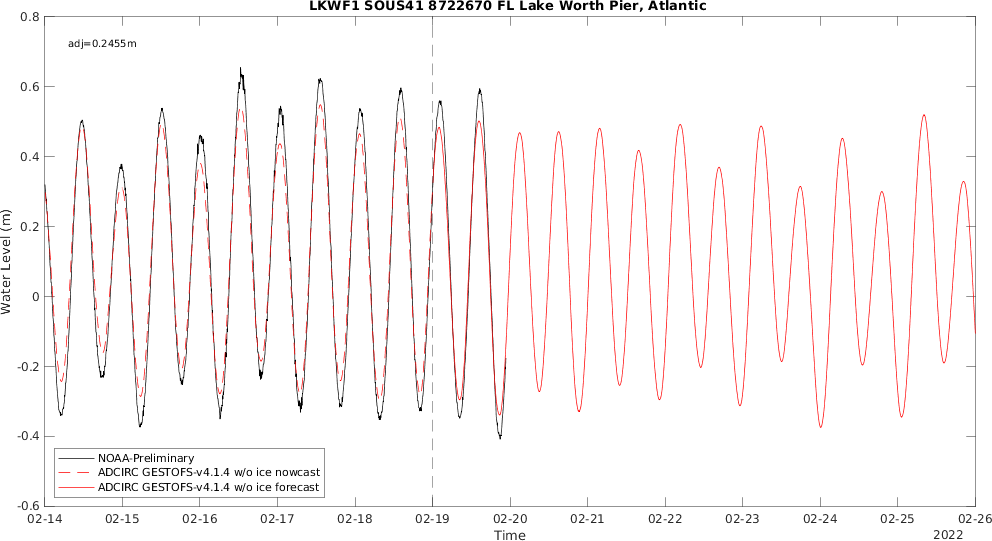 LKWF1 SOUS41 8722670 FL Lake Worth Pier, Atlantic
0.8
adj=0.2455m
0.6
0.4
0.2
0
-0.2
-0.4
-0.6
Water Level (m)
NOAA-Preliminary
ADCIRC GESTOFS-v4.1.4 w/o ice nowcast
ADCIRC GESTOFS-v4.1.4 w/o ice forecast
02-14 02-15 02-16 02-17 02-18 02-19 02-20 02-21 02-22 02-23 02-24 02-25 02-26
Time
2022